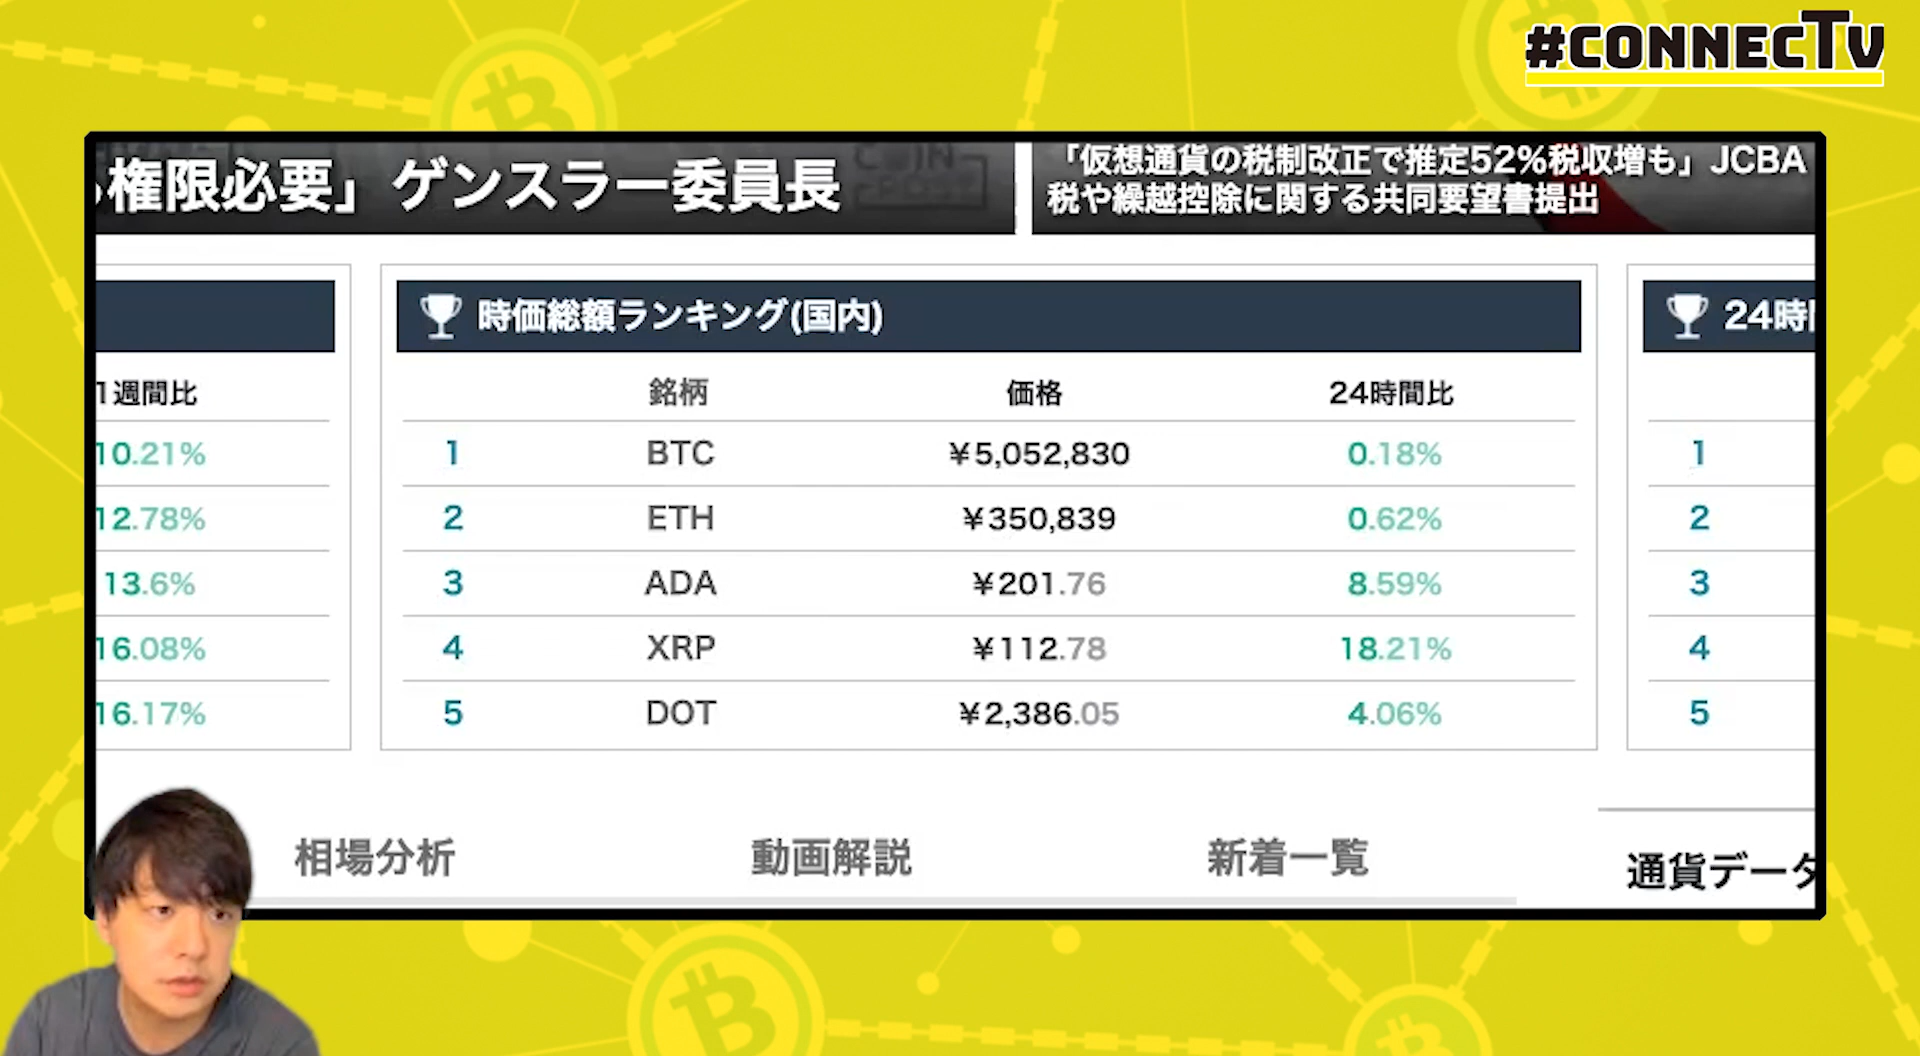 #CONNECTV
権限必要」ゲンスラー委員長
「仮想通貨の税制改正で推定52%税収増も」JCBA
税や繰越控除に関する共同要望書提出
時価総額ランキング(国内)
24時
1週間比
銘柄 価格 24時間比
10.21%
1 BTC ¥5,052,830 0.18%
1
12.78%
2 ETH ¥350,839 0.62%
2
13.6%
3 ADA ¥201.76 8.59%
3
16.08%
4 XRP ¥112.78 18.21%
4
16.17%
5 DOT ¥2,386.05 4.06%
5
相場分析 動画解説 新着一覧
通貨データ